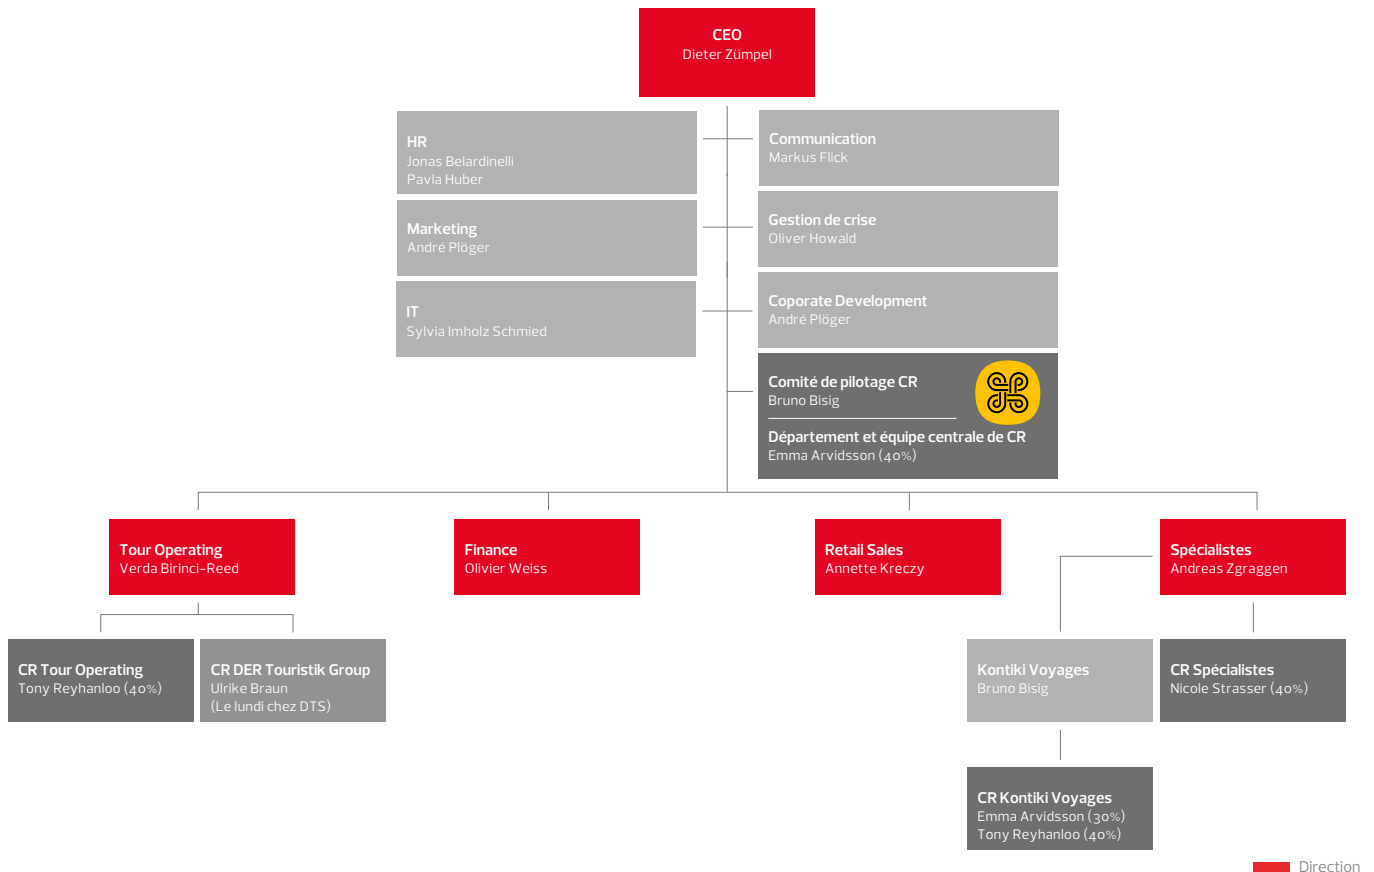 CEO
Dieter Zümpel
HR
Jonas Belardinelli
Pavla Huber
Communication
Markus Flick
Marketing
André Plöger
Gestion de crise
Oliver Howald
IT
Sylvia Imholz Schmied
Coporate Development
André Plöger
Comité de pilotage CR
Bruno Bisig
Département et équipe centrale de CR
Emma Arvidsson (40%)
Tour Operating
Verda Birinci-Reed
Finance
Olivier Weiss
Retail Sales
Annette Kreczy
Spécialistes
Andreas Zgraggen
CR Tour Operating
Tony Reyhanloo (40%)
CR DER Touristik Group
Ulrike Braun
(Le lundi chez DTS)
Kontiki Voyages
Bruno Bisig
CR Spécialistes
Nicole Strasser (40%)
CR Kontiki Voyages
Emma Arvidsson (30%)
Tony Reyhanloo (40%)
Direction